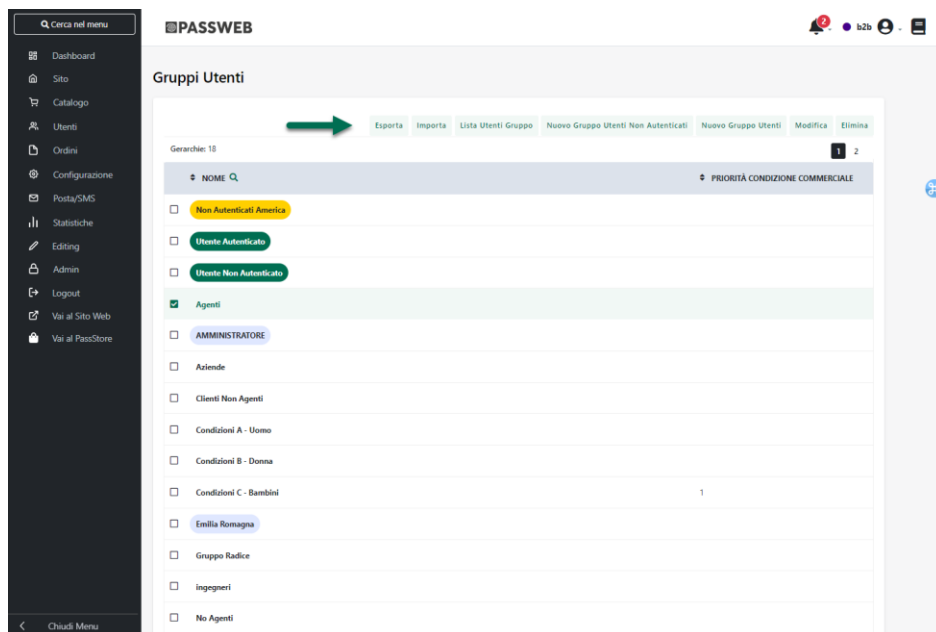 Cerca nel menu
PASSWEB
2
b2b
Dashboard
Sito
Catalogo
Utenti
Ordini
Configurazione
Posta/SMS
Statistiche
Editing
Admin
Logout
Vai al Sito Web
Vai al PassStore
Chiudi Menu
Gruppi Utenti
Esporta Importa Lista Utenti Gruppo Nuovo Gruppo Utenti Non Autenticati Nuovo Gruppo Utenti Modifica Elimina
Gerarchie: 18
1 2
NOME PRIORITÀ CONDIZIONE COMMERCIALE
Non Autenticati America
Utente Autenticato
Utente Non Autenticato
Agenti
AMMINISTRATORE
Aziende
Clienti Non Agenti
Condizioni A - Uomo
Condizioni B - Donna
Condizioni C - Bambini 1
Emilia Romagna
Gruppo Radice
ingegneri
No Agenti